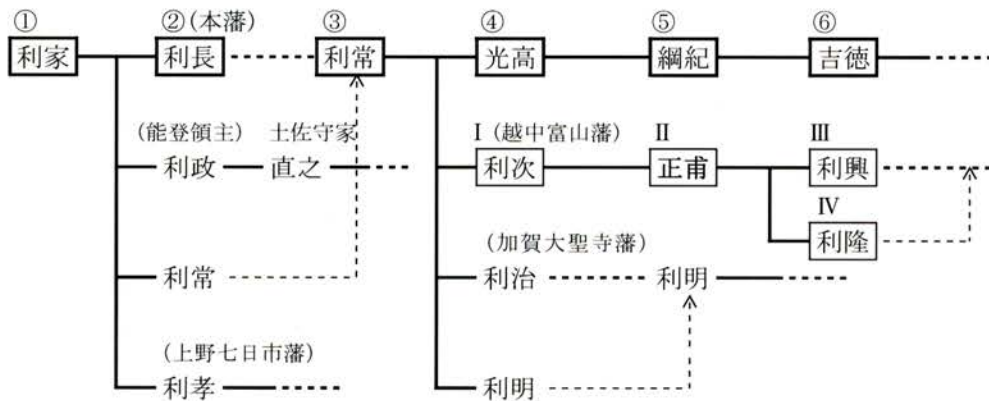 ① ②(本藩) ③ ④ ⑤ ⑥
利家 利長 利常 光高 綱紀 吉徳
(能登領主) 土佐守家 Ⅰ (越中富山藩) Ⅱ Ⅲ
利政 直之 利次 正甫 利興
Ⅳ
利隆
(加賀大聖寺藩)
利常 利治 利明
(上野七日市藩)
利孝 利明